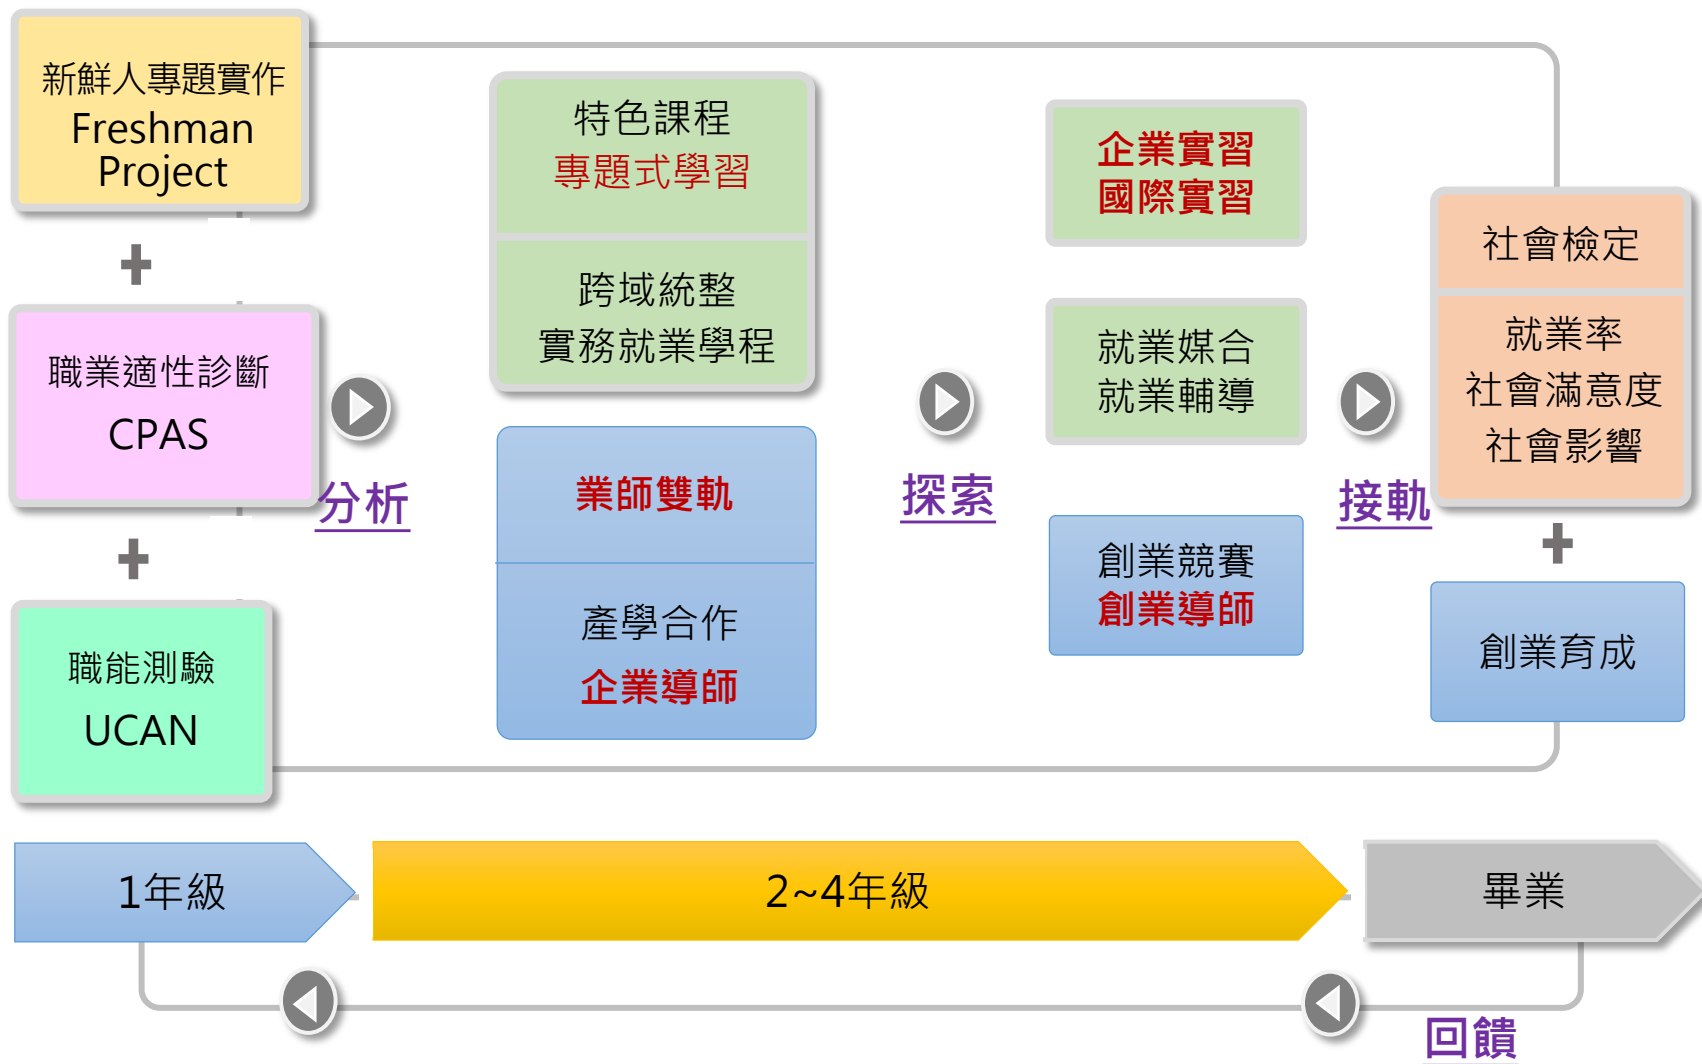 新鮮人專題實作
Freshman
Project
職業適性診斷
CPAS
職能測驗
UCAN
分析
特色課程
專題式學習
跨域統整
實務就業學程
業師雙軌
產學合作
企業導師
探索
企業實習
國際實習
就業媒合
就業輔導
創業競賽
創業導師
接軌
社會檢定
就業率
社會滿意度
社會影響
創業育成
1年級
2~4年級
畢業
回饋